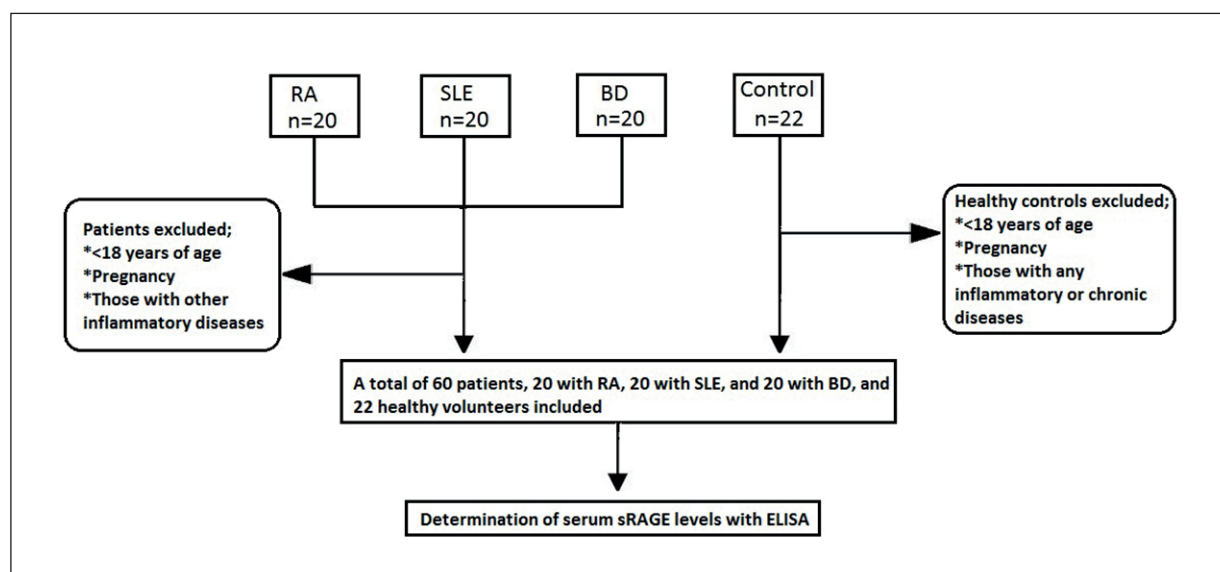 RA
n=20
SLE
n=20
BD
n=20
Control
n=22
Patients excluded;
*<18 years of age
*Pregnancy
*Those with other
inflammatory diseases
Healthy controls excluded;
*<18 years of age
*Pregnancy
*Those with any
inflammatory or chronic
diseases
A total of 60 patients, 20 with RA, 20 with SLE, and 20 with BD, and
22 healthy volunteers included
Determination of serum sRAGE levels with ELISA